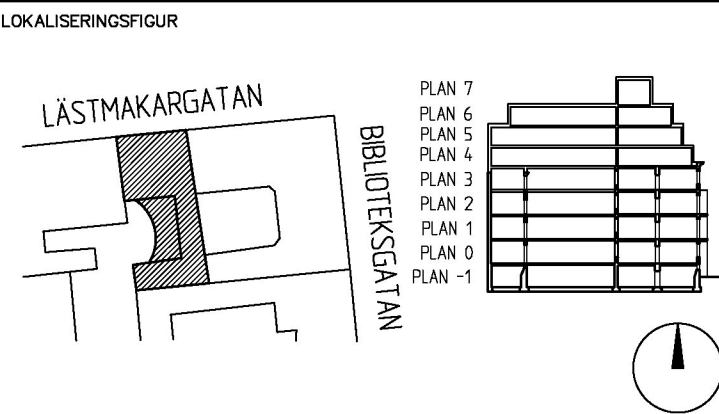 LOKALISERINGSFIGUR
LÄSTMAKARGATAN
BIBLIOTEKSGATAN
PLAN 7
PLAN 6
PLAN 5
PLAN 4
PLAN 3
PLAN 2
PLAN 1
PLAN 0
PLAN -1